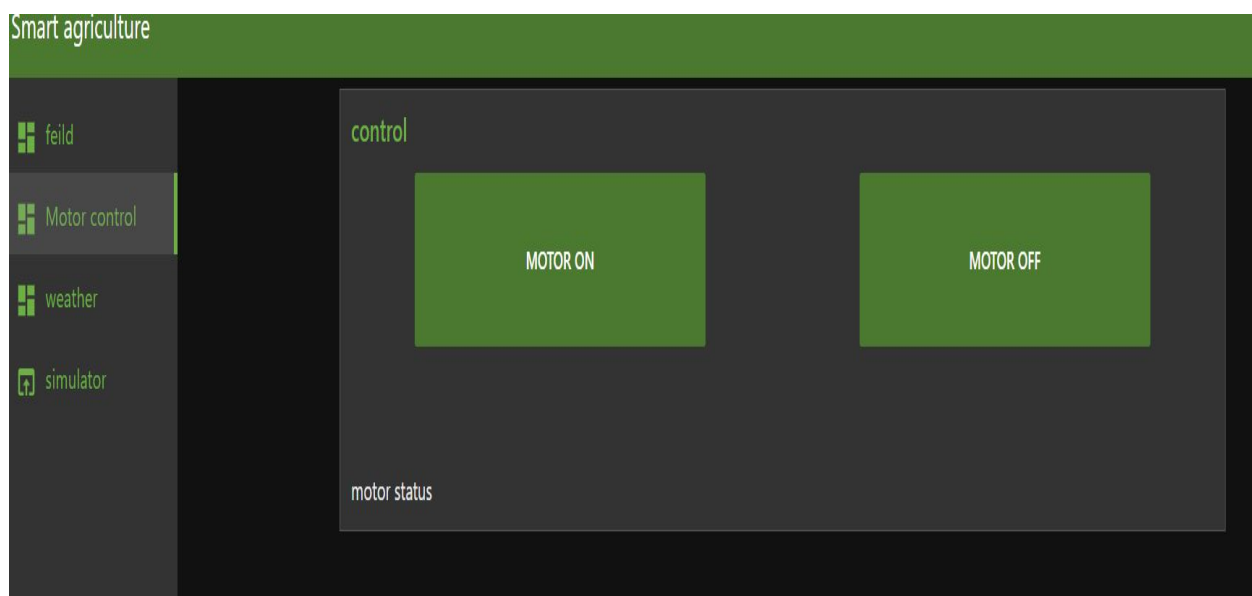 Smart agriculture
feild
Motor control
weather
simulator
control
MOTOR ON
MOTOR OFF
motor status